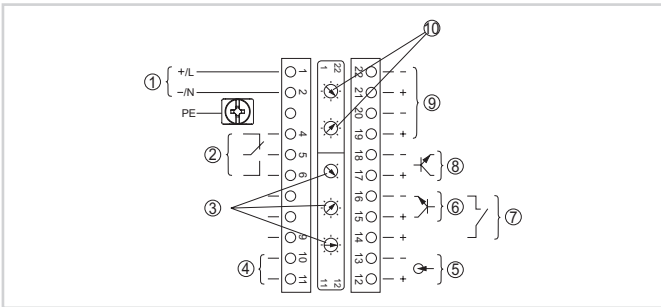 ⑩
① +/L 1 1 22 22 −
−/N 2 21 + ⑨
PE 20 −
② 4 19 +
5 18 − ⑧
6 17 +
③ 16 − ⑥
15 + ⑦
9 14 +
④ 10 13 − ⑤
11 11 12 12 +